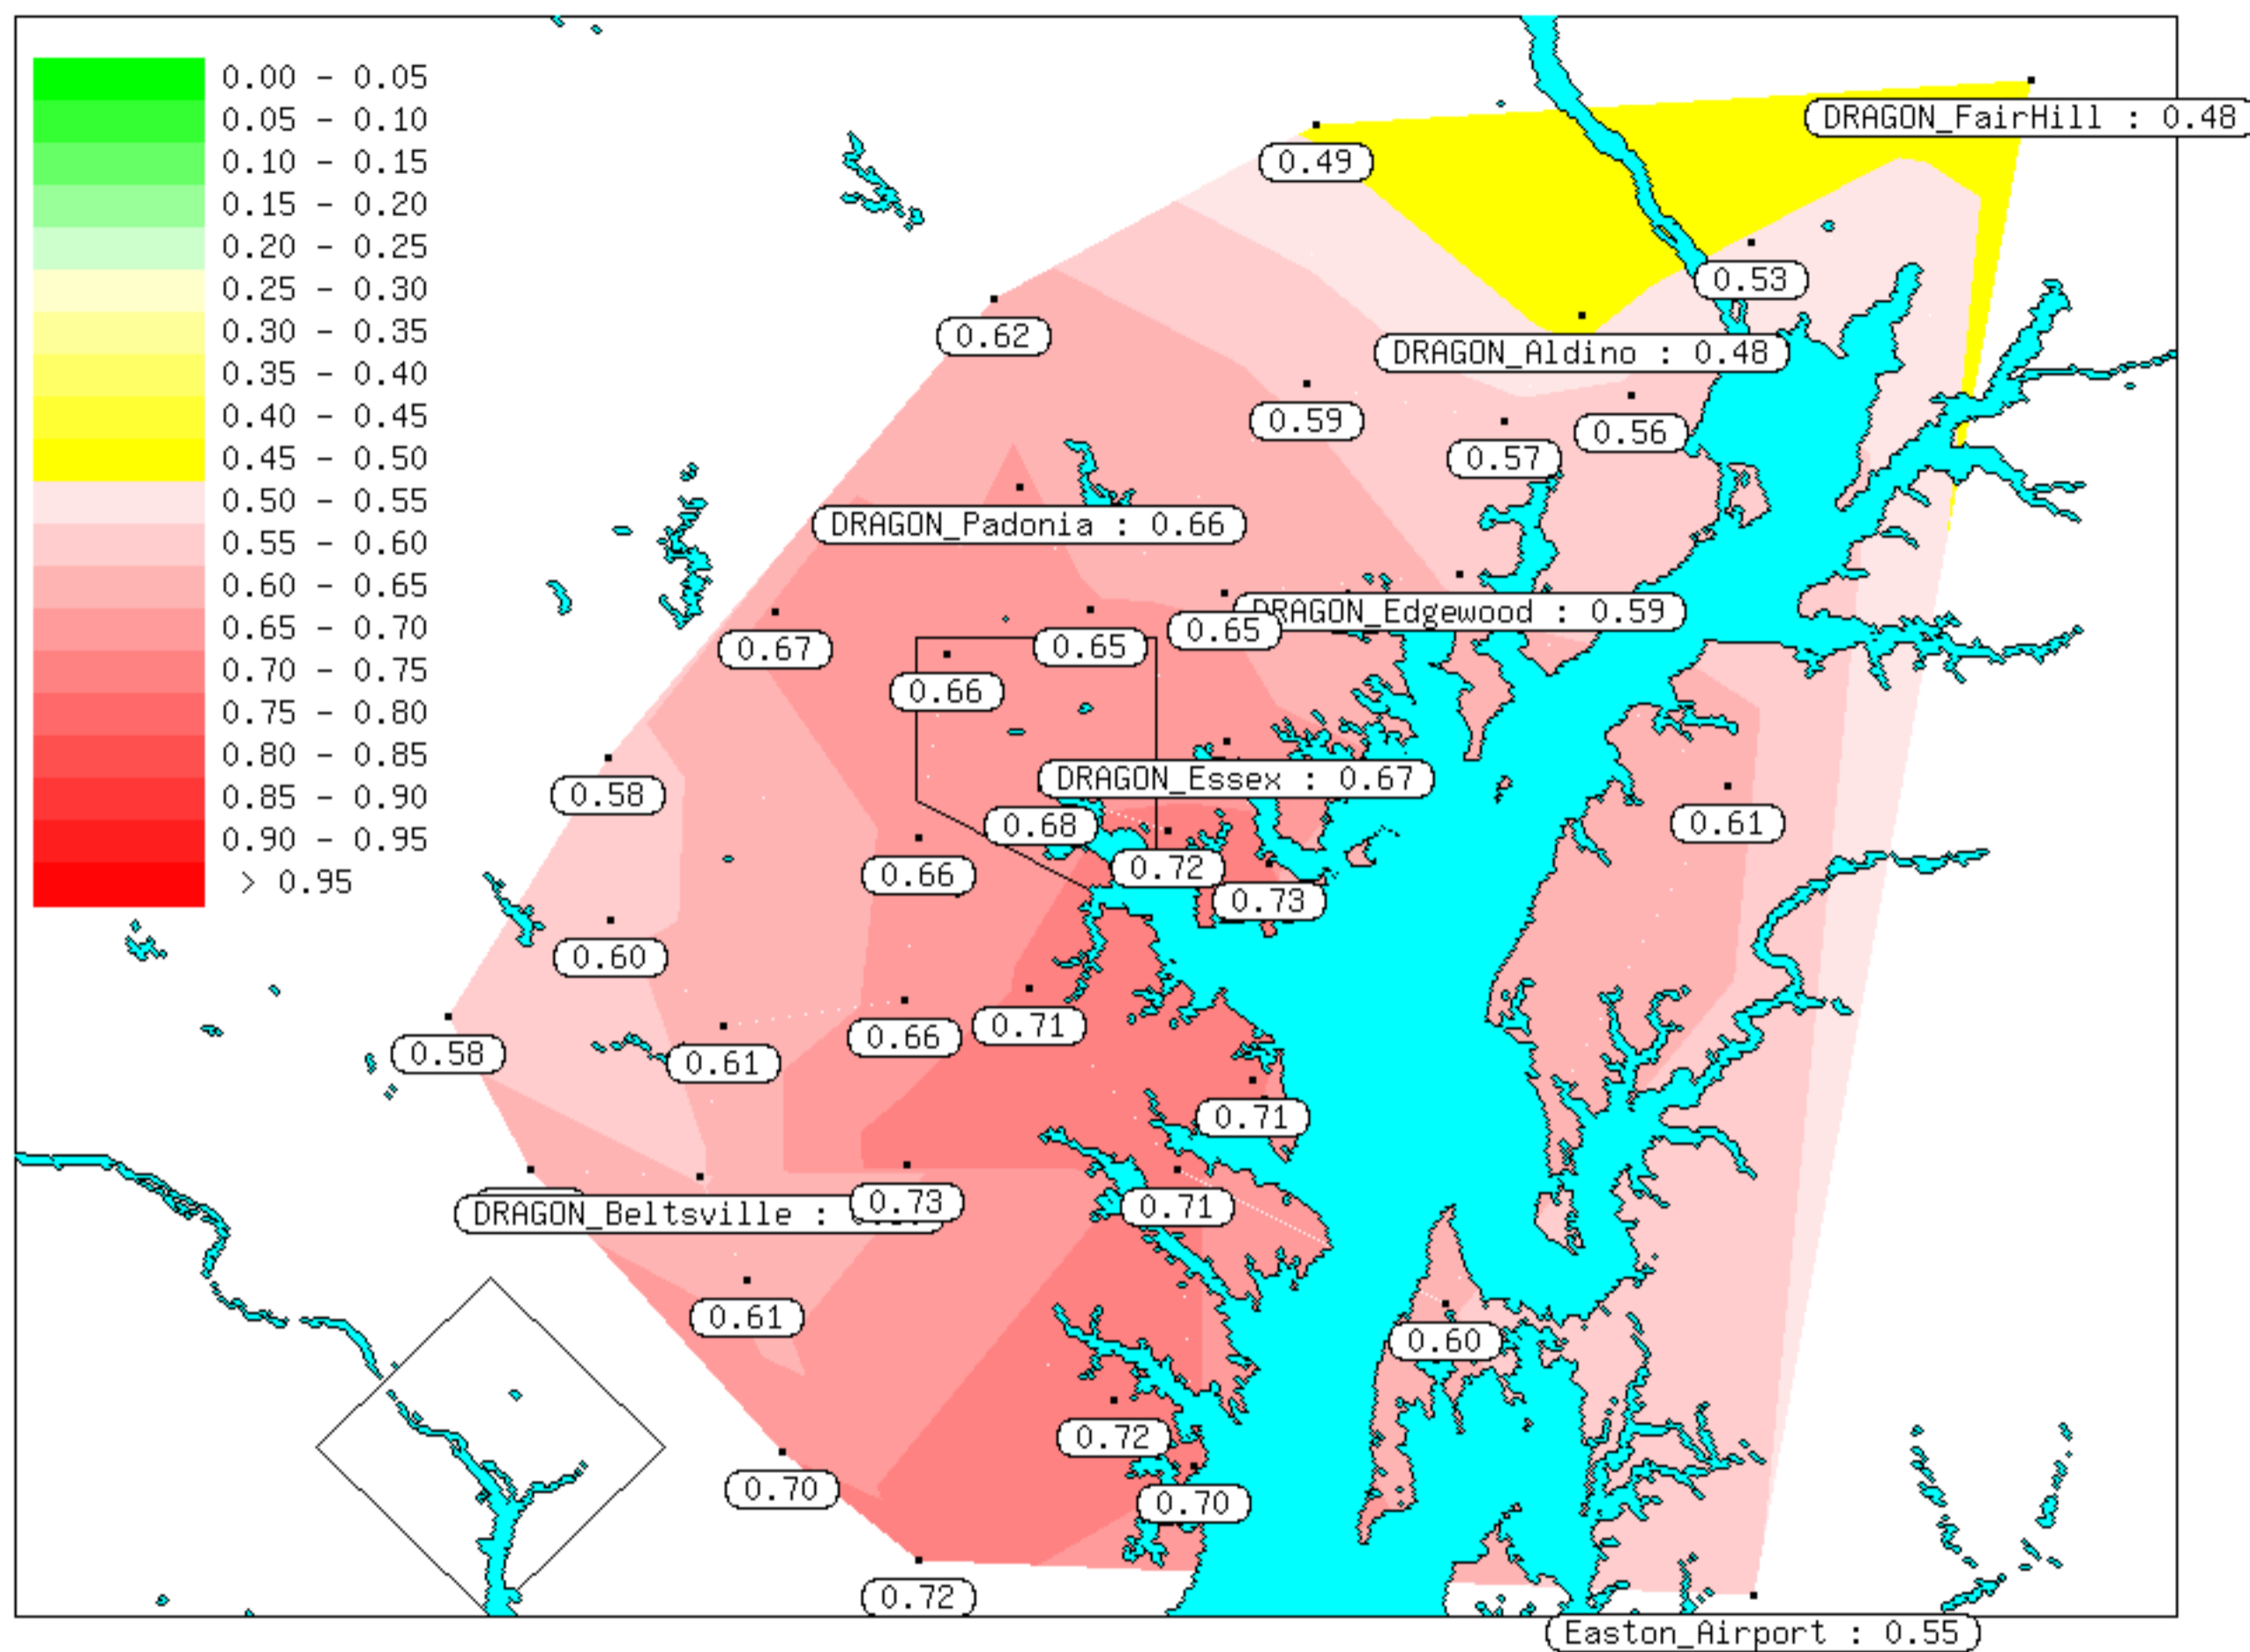 0.00 - 0.05
0.05 - 0.10
0.10 - 0.15
0.15 - 0.20
0.20 - 0.25
0.25 - 0.30
0.30 - 0.35
0.35 - 0.40
0.40 - 0.45
0.45 - 0.50
0.50 - 0.55
0.55 - 0.60
0.60 - 0.65
0.65 - 0.70
0.70 - 0.75
0.75 - 0.80
0.80 - 0.85
0.85 - 0.90
0.90 - 0.95
> 0.95
DRAGON_FairHill : 0.48
0.49
0.53
0.62
DRAGON_Aldino : 0.48
0.59
0.56
0.57
DRAGON_Padonia : 0.66
DRAGON_Edgewood : 0.59
0.65
0.65
0.67
0.66
DRAGON_Essex : 0.67
0.58
0.68
0.61
0.72
0.66
0.73
0.60
0.71
0.66
0.58
0.61
0.71
0.73
0.71
DRAGON_Beltsville :
0.61
0.60
0.72
0.70
0.70
0.72
Easton_Airport : 0.55